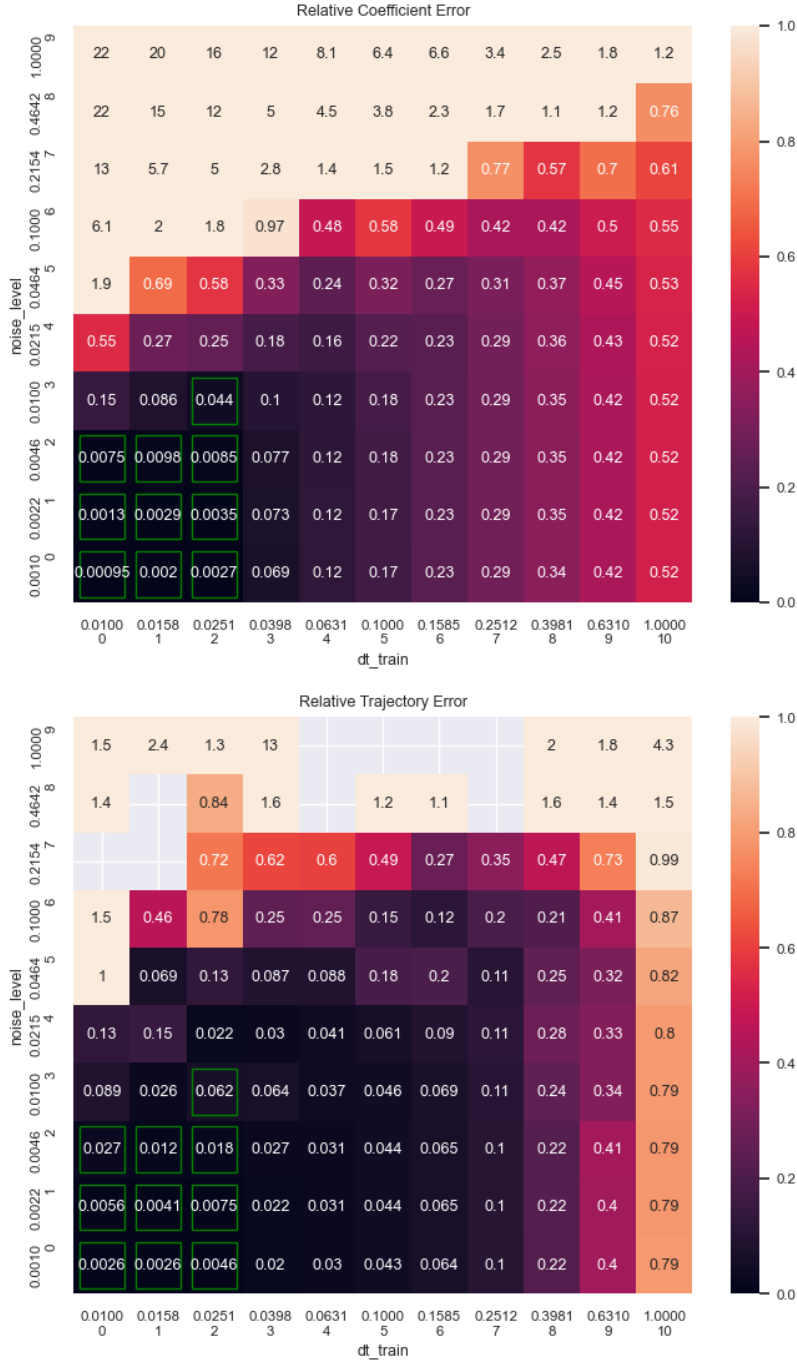 Relative Coefficient Error
1.0000 9 22 20 16 12 8.1 6.4 6.6 3.4 2.5 1.8 1.2
0.4642 8 22 15 12 5 4.5 3.8 2.3 1.7 1.1 1.2 0.76
0.2154 7 13 5.7 5 2.8 1.4 1.5 1.2 0.77 0.57 0.7 0.61
0.1000 6 6.1 2 1.8 0.97 0.48 0.58 0.49 0.42 0.42 0.5 0.55
0.0464 5 1.9 0.69 0.58 0.33 0.24 0.32 0.27 0.31 0.37 0.45 0.53
0.0215 4 0.55 0.27 0.25 0.18 0.16 0.22 0.23 0.29 0.36 0.43 0.52
0.0100 3 0.15 0.086 0.044 0.1 0.12 0.18 0.23 0.29 0.35 0.42 0.52
0.0046 2 0.0075 0.0098 0.0085 0.077 0.12 0.18 0.23 0.29 0.35 0.42 0.52
0.0022 1 0.0013 0.0029 0.0035 0.073 0.12 0.17 0.23 0.29 0.35 0.42 0.52
0.0010 0 0.00095 0.002 0.0027 0.069 0.12 0.17 0.23 0.29 0.34 0.42 0.52
noise_level
0.0100 0.0158 0.0251 0.0398 0.0631 0.1000 0.1585 0.2512 0.3981 0.6310 1.0000
0 1 2 3 4 5 6 7 8 9 10
dt_train
1.0
0.8
0.6
0.4
0.2
0.0
Relative Trajectory Error
1.0000 9 1.5 2.4 1.3 13 2 1.8 4.3
0.4642 8 1.4 0.84 1.6 1.2 1.1 1.6 1.4 1.5
0.2154 7 0.72 0.62 0.6 0.49 0.27 0.35 0.47 0.73 0.99
0.1000 6 1.5 0.46 0.78 0.25 0.25 0.15 0.12 0.2 0.21 0.41 0.87
0.0464 5 1 0.069 0.13 0.087 0.088 0.18 0.2 0.11 0.25 0.32 0.82
0.0215 4 0.13 0.15 0.022 0.03 0.041 0.061 0.09 0.11 0.28 0.33 0.8
0.0100 3 0.089 0.026 0.062 0.064 0.037 0.046 0.069 0.11 0.24 0.34 0.79
0.0046 2 0.027 0.012 0.018 0.027 0.031 0.044 0.065 0.1 0.22 0.41 0.79
0.0022 1 0.0056 0.0041 0.0075 0.022 0.031 0.044 0.065 0.1 0.22 0.4 0.79
0.0010 0 0.0026 0.0026 0.0046 0.02 0.03 0.043 0.064 0.1 0.22 0.4 0.79
noise_level
0.0100 0.0158 0.0251 0.0398 0.0631 0.1000 0.1585 0.2512 0.3981 0.6310 1.0000
0 1 2 3 4 5 6 7 8 9 10
dt_train
1.0
0.8
0.6
0.4
0.2
0.0